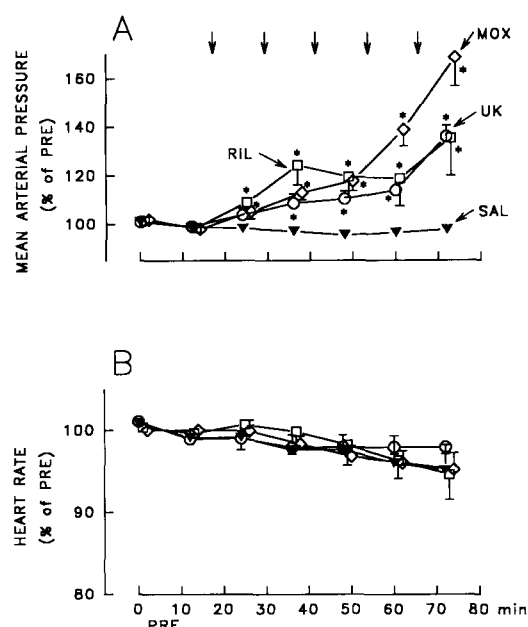 A
MOX
160
140
120
100
MEAN ARTERIAL PRESSURE
(% of PRE)
RIL
UK
SAL
B
100
90
80
HEART RATE
(% of PRE)
0 10 20 30 40 50 60 70 80 min
PRE